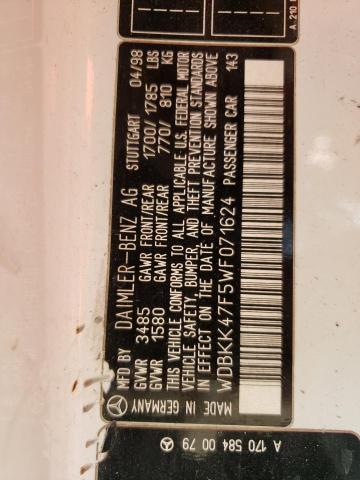 DAIMLER-BENZ AG STUTTGART 04/98
GVWR 3485 GAWR FRONT/REAR 1700/1785 LBS
GVWR 1580 GAWR FRONT/REAR 770/ 810 KG
THIS VEHICLE CONFORMS TO ALL APPLICABLE U.S. FEDERAL MOTOR
VEHICLE SAFETY, BUMPER, AND THEFT PREVENTION STANDARDS
IN EFFECT ON THE DATE OF MANUFACTURE SHOWN ABOVE
WDBKK47F5WF071624 PASSENGER CAR 143
MADE IN GERMANY
A 170 584 00 79
A 210